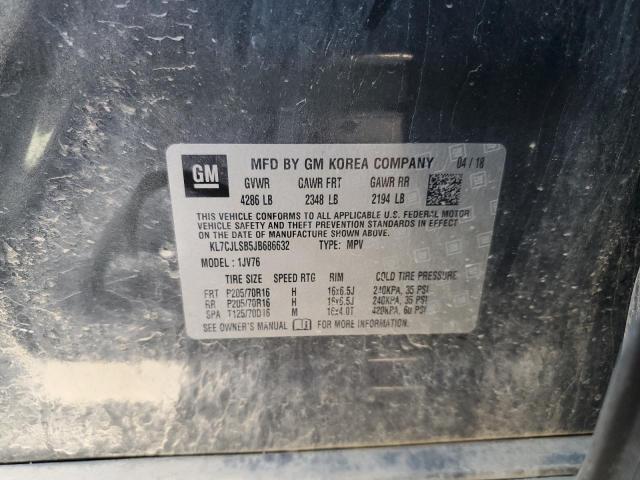 GM MFD BY GM KOREA COMPANY 04 / 18
GVWR GAWR FRT GAWR RR
4286 LB 2348 LB 2194 LB
THIS VEHICLE CONFORMS TO ALL APPLICABLE U.S. FEDERAL MOTOR
VEHICLE SAFETY AND THEFT PREVENTION STANDARDS IN EFFECT
ON THE DATE OF MANUFACTURE SHOWN ABOVE.
KL7CJLSB5JB686632 TYPE: MPV
MODEL : 1JV76
TIRE SIZE SPEED RTG RIM COLD TIRE PRESSURE
FRT P205/70R16 H 16x6.5J 240KPA, 35 PSI
RR P205/70R16 H 16x6.5J 240KPA, 35 PSI
SPA T125/70D16 M 16x4.0T 420KPA, 60 PSI
SEE OWNER'S MANUAL FOR MORE INFORMATION.